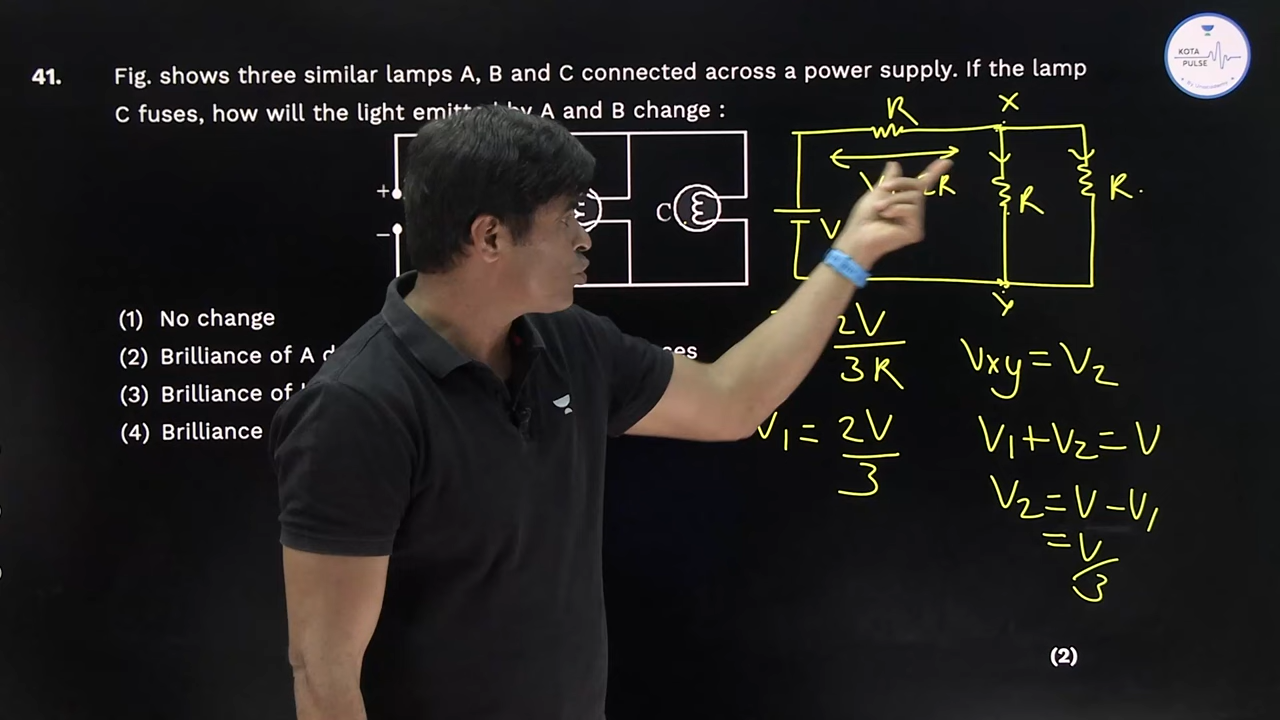 41. Fig. shows three similar lamps A, B and C connected across a power supply. If the lamp
C fuses, how will the light emitted by A and B change :
KOTA
PULSE
+
−
C
R
X
R
R
R.
V
Y
(1) No change
(2) Brilliance of A
(3) Brilliance of
(4) Brilliance
2V
3R
V₁ = 2V
3
Vxy = V₂
V₁ + V₂ = V
V₂ = V − V₁
= V
3
(2)